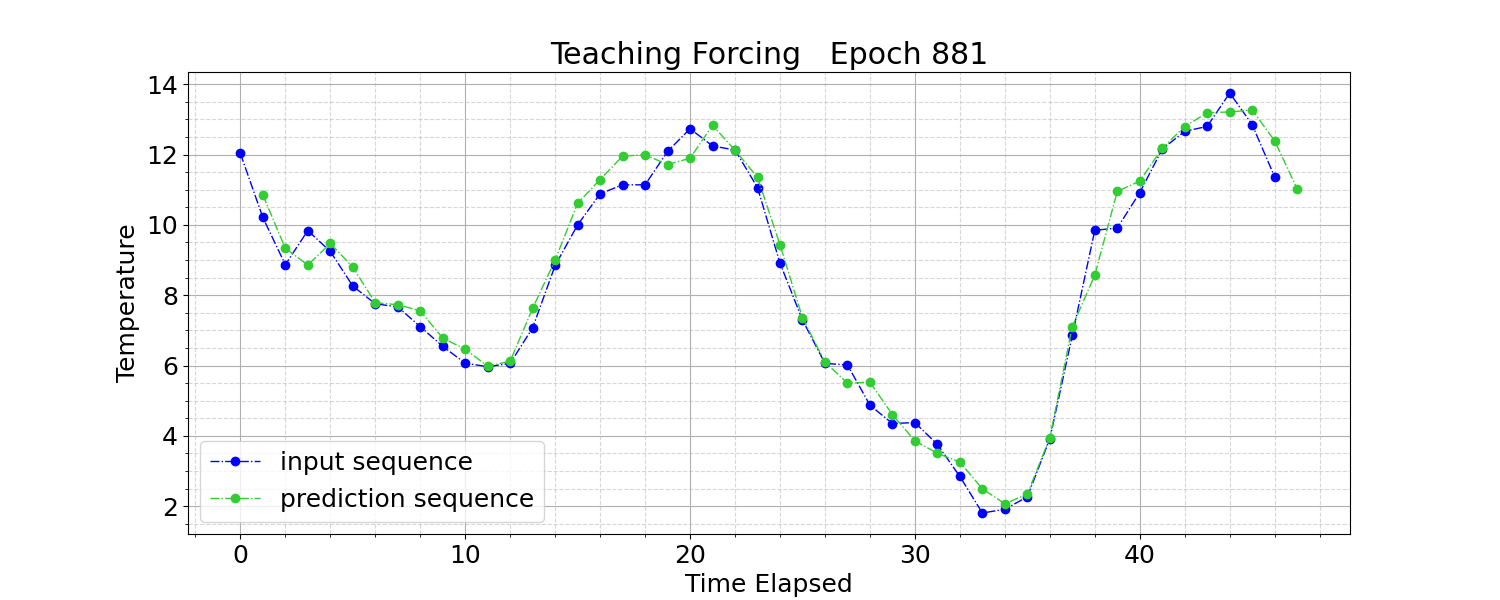 Teaching Forcing   Epoch 881
14
12
10
8
6
4
2
Temperature
input sequence
prediction sequence
0 10 20 30 40
Time Elapsed